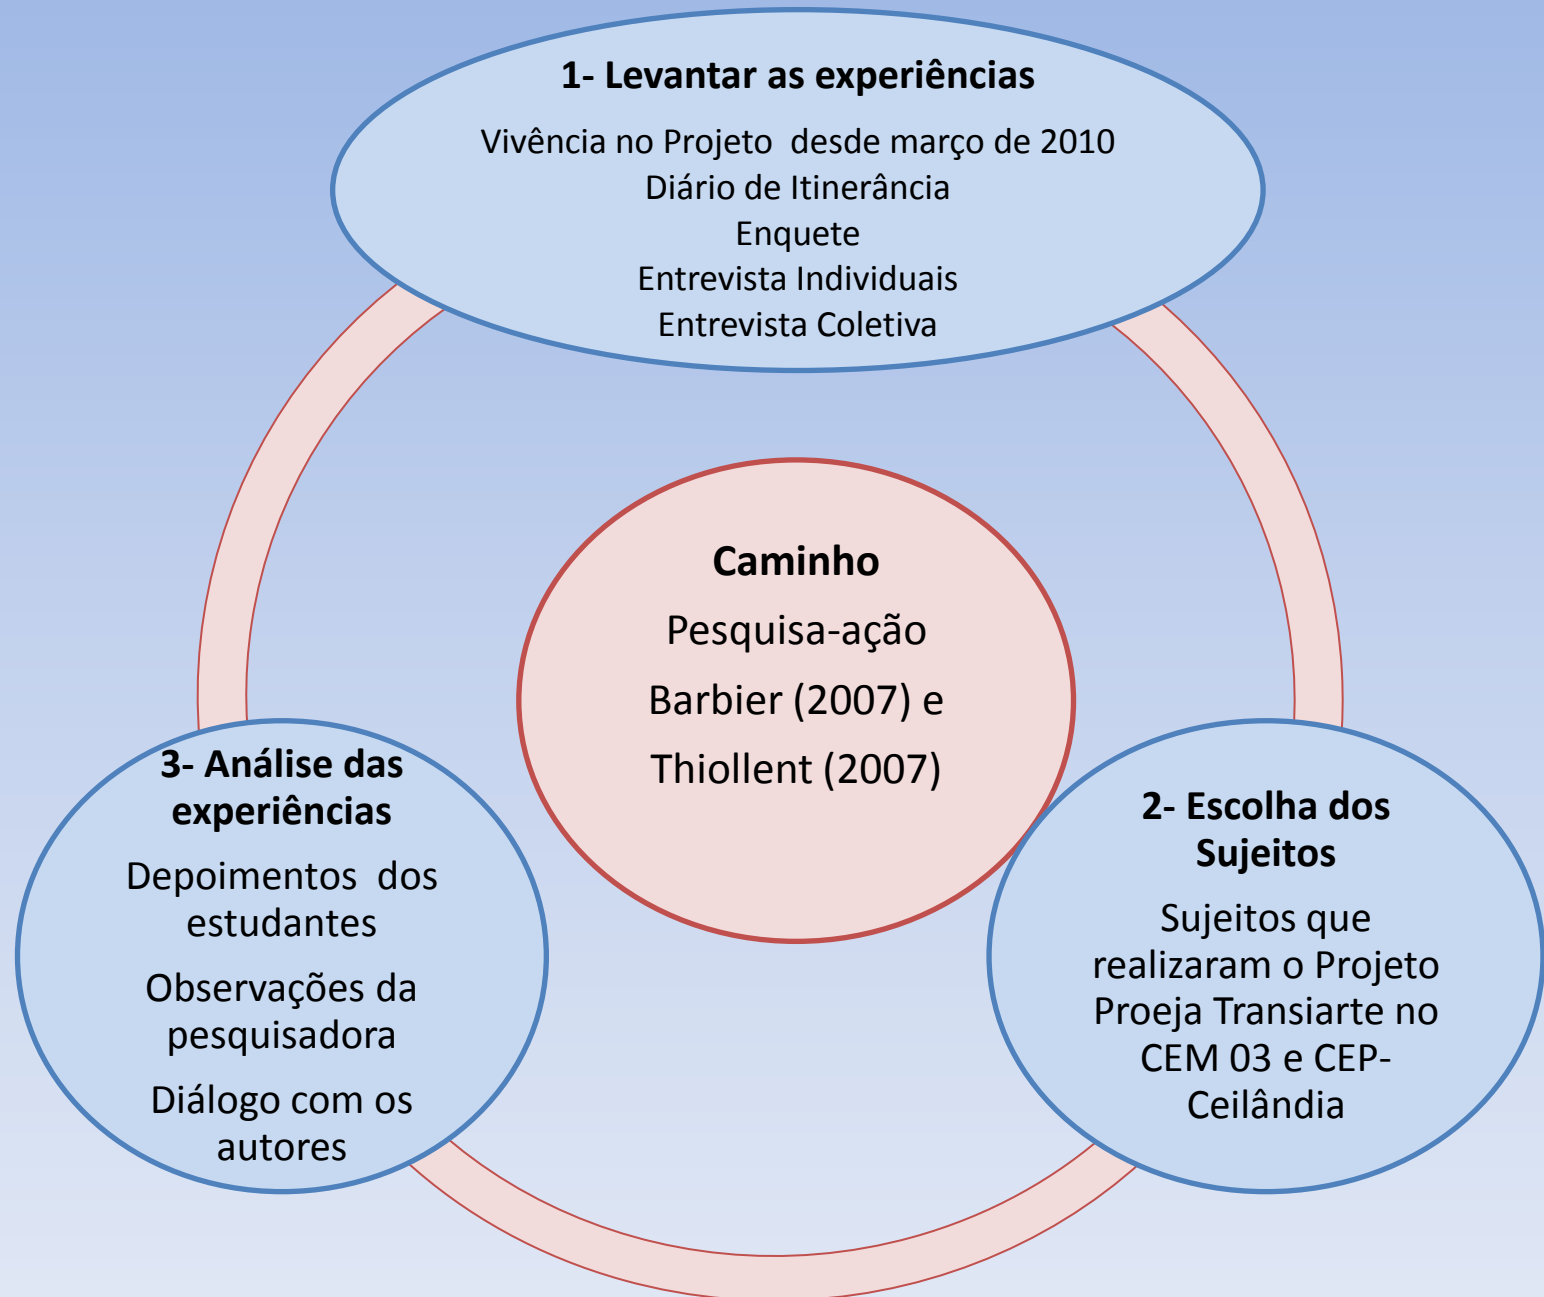 1- Levantar as experiências
Vivência no Projeto desde março de 2010
Diário de Itinerância
Enquete
Entrevista Individuais
Entrevista Coletiva
Caminho
Pesquisa-ação
Barbier (2007) e
Thiollent (2007)
2- Escolha dos
Sujeitos
Sujeitos que
realizaram o Projeto
Proeja Transiarte no
CEM 03 e CEP-
Ceilândia
3- Análise das
experiências
Depoimentos dos
estudantes
Observações da
pesquisadora
Diálogo com os
autores